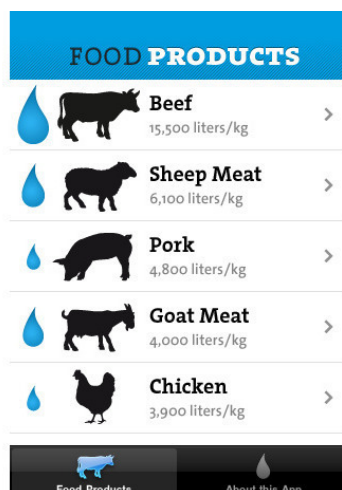 FOOD PRODUCTS
Beef
15,500 liters/kg
Sheep Meat
6,100 liters/kg
Pork
4,800 liters/kg
Goat Meat
4,000 liters/kg
Chicken
3,900 liters/kg
Food Products
About this App